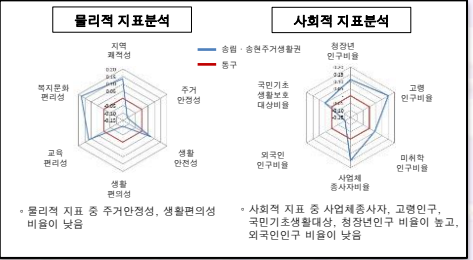 물리적 지표분석
사회적 지표분석
지역
쾌적성
주거
안정성
생활
안전성
생활
편의성
교육
편리성
복지문화
편리성
송림·송현주거생활권
동구
청장년
인구비율
고령
인구비율
미취학
인구비율
사업체
종사자비율
외국인
인구비율
국민기초
생활보호
대상비율
◦ 물리적 지표 중 주거안정성, 생활편의성
비율이 낮음
◦ 사회적 지표 중 사업체종사자, 고령인구,
국민기초생활대상, 청장년인구 비율이 높고,
외국인인구 비율이 낮음